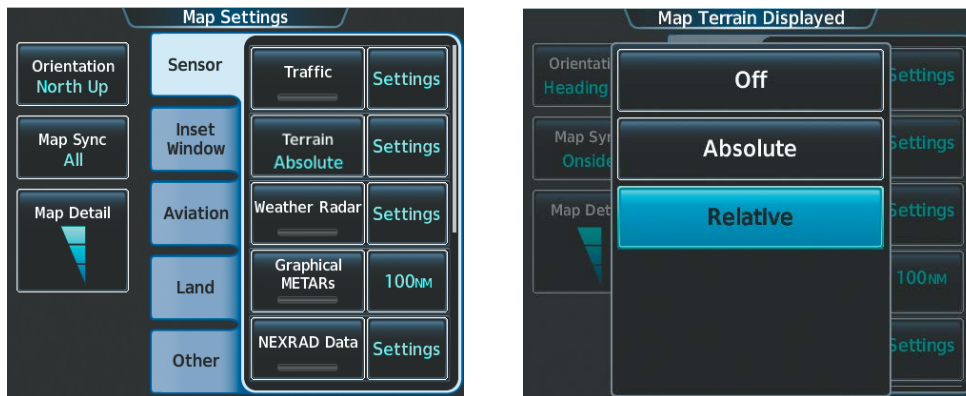 Map Settings
Orientation
North Up
Map Sync
All
Map Detail
Sensor
Inset
Window
Aviation
Land
Other
Traffic
Settings
Terrain
Absolute
Settings
Weather Radar
Settings
Graphical
METARs
100NM
NEXRAD Data
Settings
Map Terrain Displayed
Orientati
Heading
Map Syn
Onside
Map Det
Off
Absolute
Relative
Settings
Settings
Settings
100NM
Settings